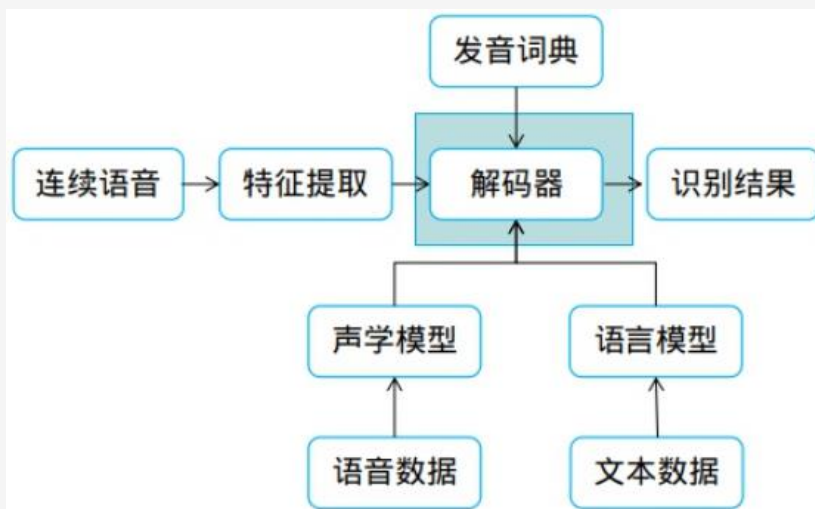 发音词典
连续语音
特征提取
解码器
识别结果
声学模型
语言模型
语音数据
文本数据